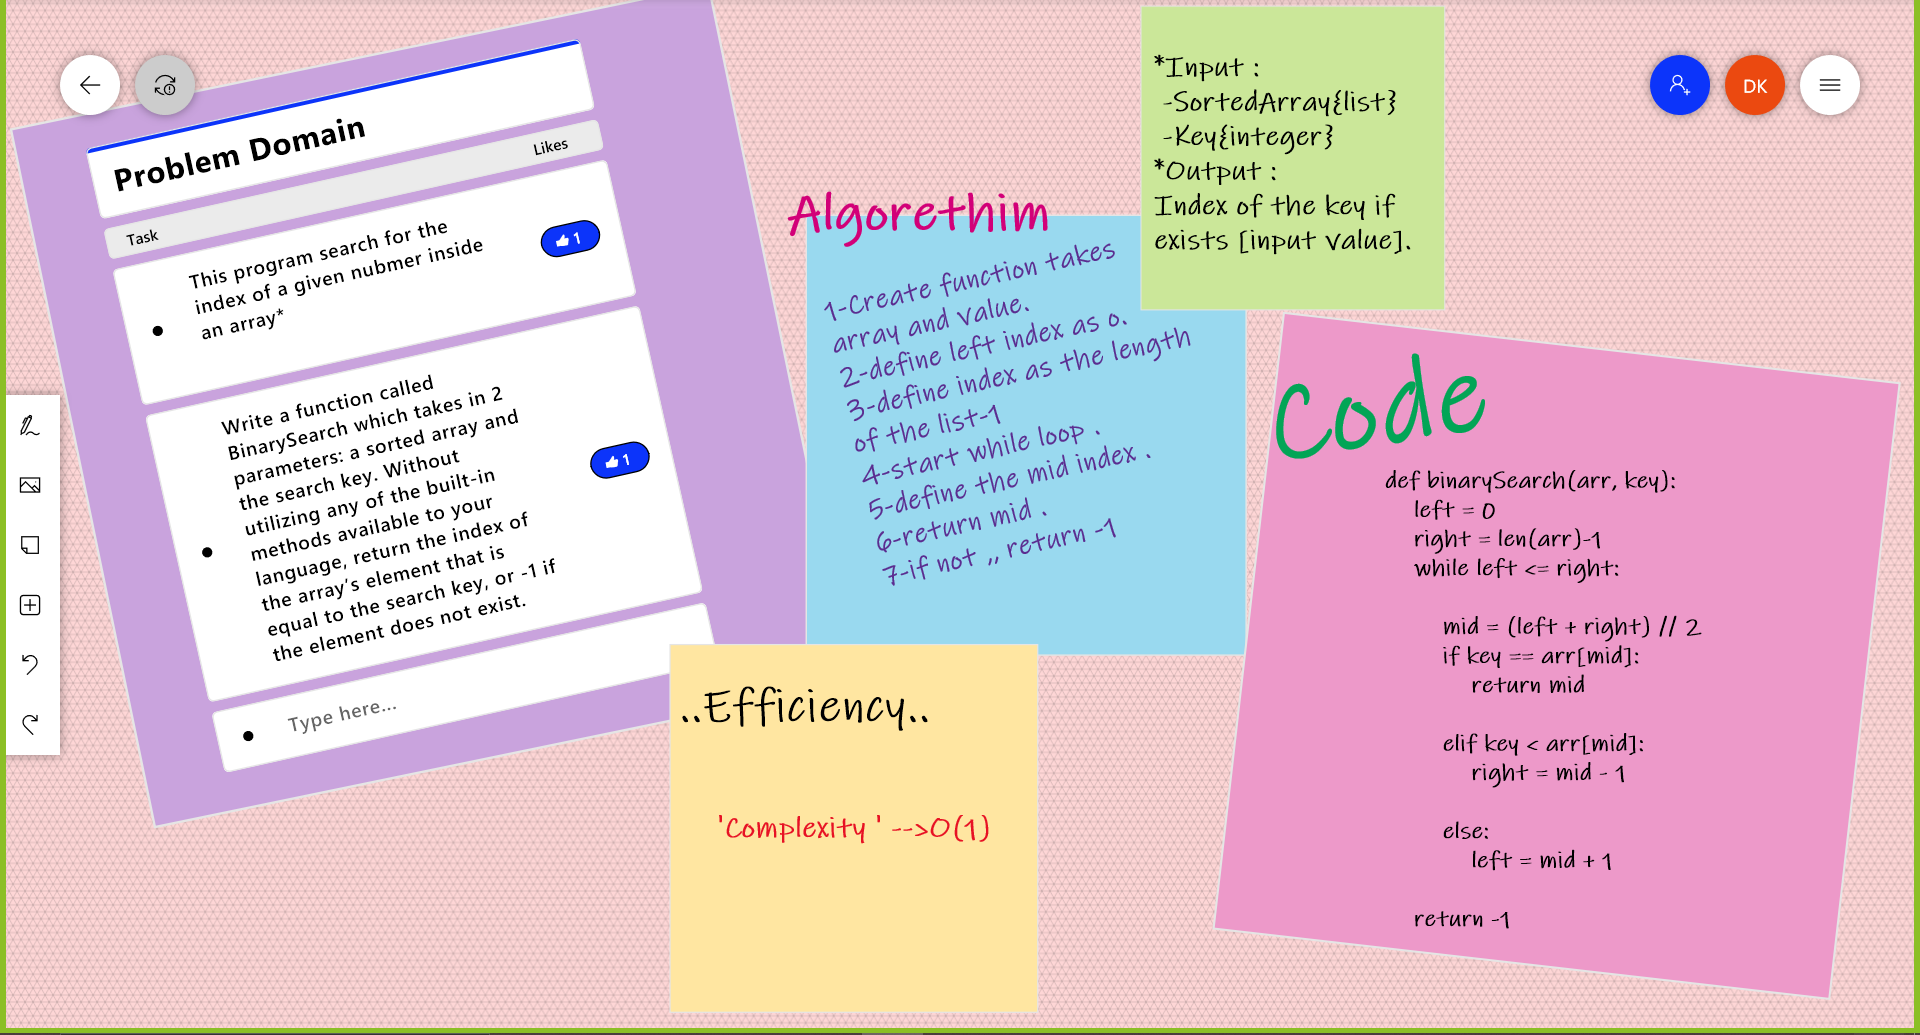 Problem Domain
Task
Likes
This program search for the
index of a given nubmer inside
an array*
1
Write a function called
BinarySearch which takes in 2
parameters: a sorted array and
the search key. Without
utilizing any of the built-in
methods available to your
language, return the index of
the array's element that is
equal to the search key, or -1 if
the element does not exist.
1
Type here...
Algorethim
1-Create function takes
array and value.
2-define left index as 0.
3-define index as the length
of the list-1
4-start while loop .
5-define the mid index .
6-return mid .
7-if not ,, return -1
*Input :
-SortedArray{list}
-Key{integer}
*Output :
Index of the key if
exists [input value].
DK
..Efficiency..
'Complexity ' -->O(1)
Code
def binarySearch(arr, key):
left = 0
right = len(arr)-1
while left <= right:
mid = (left + right) // 2
if key == arr[mid]:
return mid
elif key < arr[mid]:
right = mid - 1
else:
left = mid + 1
return -1